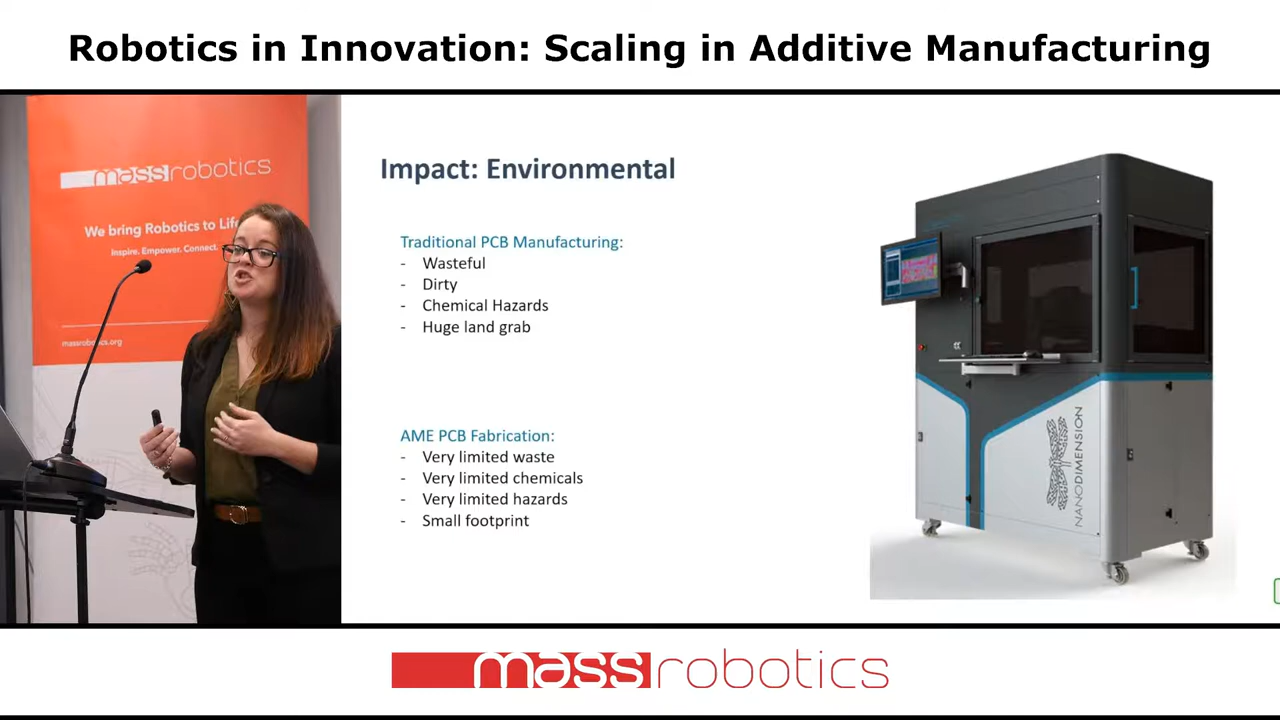 Robotics in Innovation: Scaling in Additive Manufacturing
massrobotics
We bring Robotics to Life
Inspire. Empower. Connect.
massrobotics.org
Impact: Environmental
Traditional PCB Manufacturing:
- Wasteful
- Dirty
- Chemical Hazards
- Huge land grab
AME PCB Fabrication:
- Very limited waste
- Very limited chemicals
- Very limited hazards
- Small footprint
NANODIMENSION
massrobotics